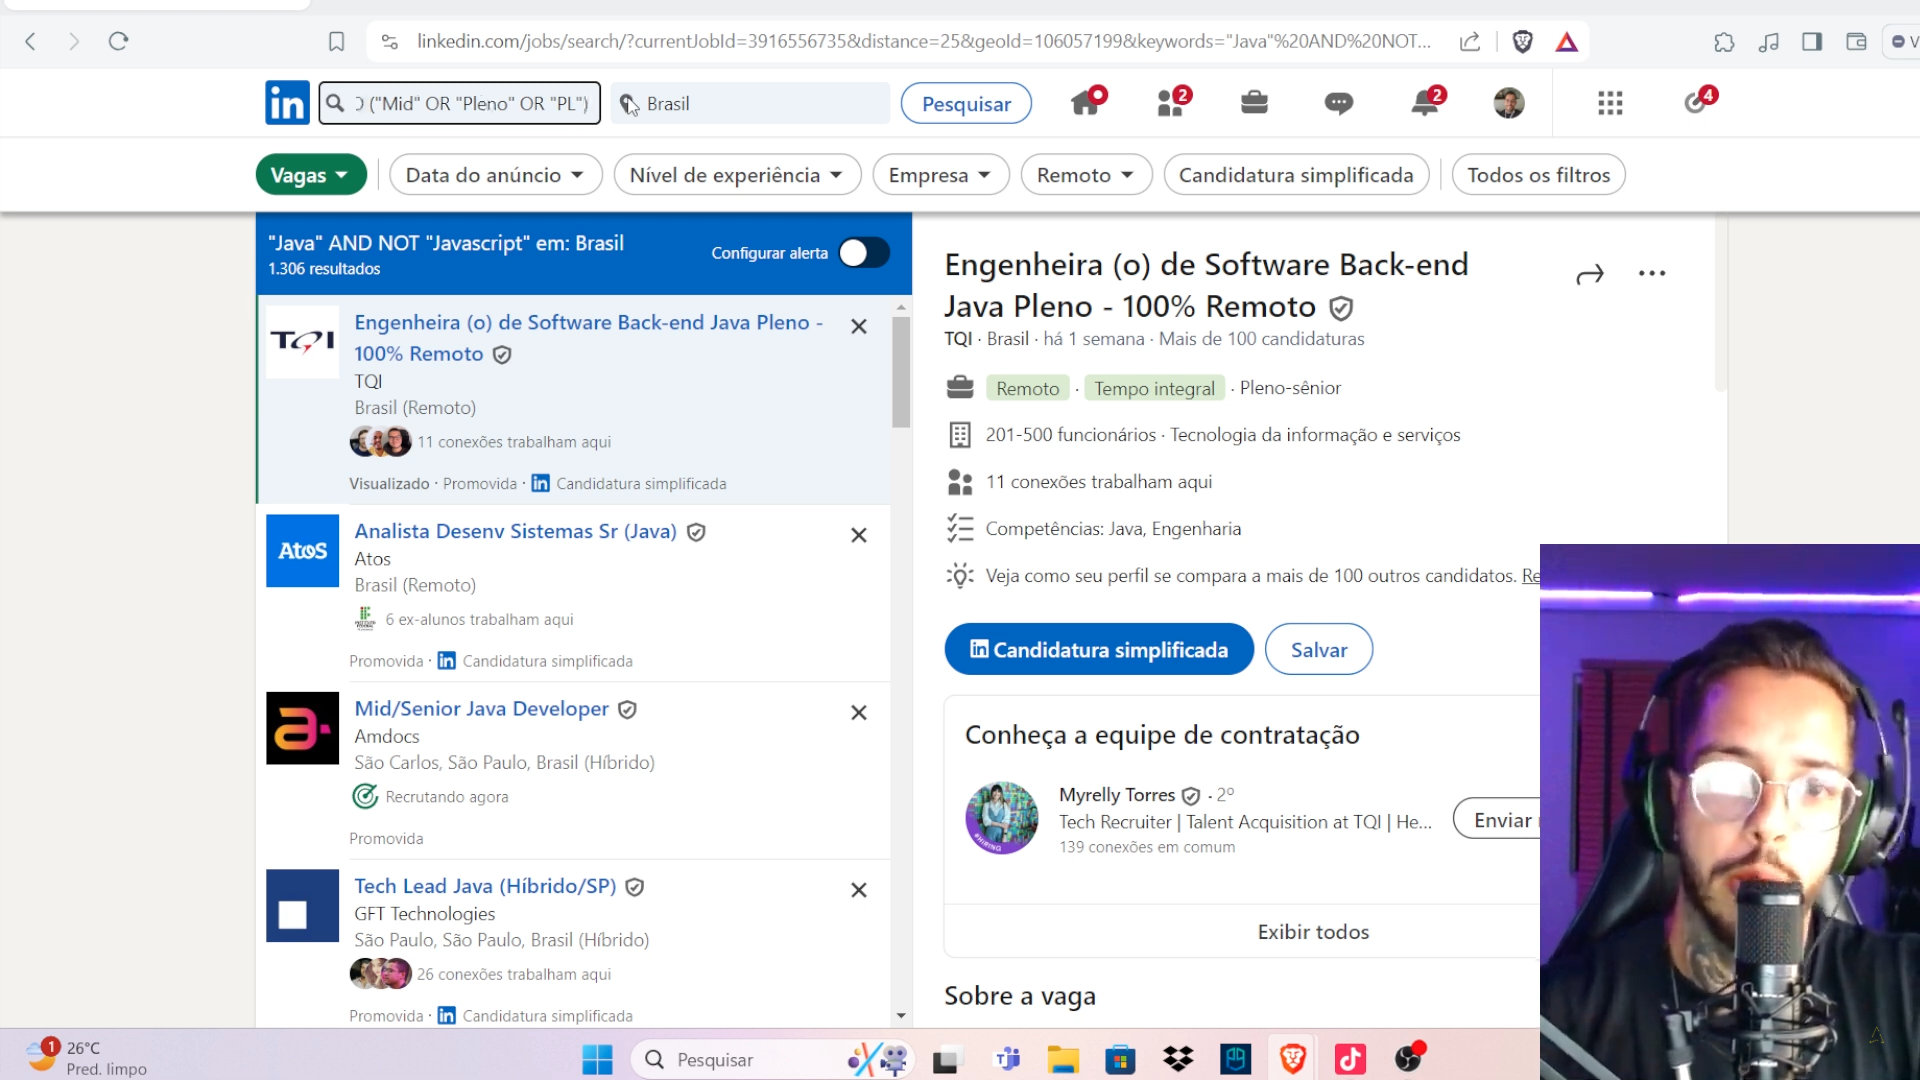 linkedin.com/jobs/search/?currentJobId=3916556735&distance=25&geoId=106057199&keywords="Java"%20AND%20NOT...
in
("Mid" OR "Pleno" OR "PL")
Brasil
Pesquisar
2
2
4
Vagas
Data do anúncio
Nível de experiência
Empresa
Remoto
Candidatura simplificada
Todos os filtros
"Java" AND NOT "Javascript" em: Brasil
1.306 resultados
Configurar alerta
TQI
Engenheira (o) de Software Back-end Java Pleno -
100% Remoto
TQI
Brasil (Remoto)
11 conexões trabalham aqui
Visualizado · Promovida · in Candidatura simplificada
Atos
Analista Desenv Sistemas Sr (Java)
Atos
Brasil (Remoto)
6 ex-alunos trabalham aqui
Promovida · in Candidatura simplificada
a
Mid/Senior Java Developer
Amdocs
São Carlos, São Paulo, Brasil (Híbrido)
Recrutando agora
Promovida
Tech Lead Java (Híbrido/SP)
GFT Technologies
São Paulo, São Paulo, Brasil (Híbrido)
26 conexões trabalham aqui
Promovida · in Candidatura simplificada
Engenheira (o) de Software Back-end
Java Pleno - 100% Remoto
TQI · Brasil · há 1 semana · Mais de 100 candidaturas
Remoto · Tempo integral · Pleno-sênior
201-500 funcionários · Tecnologia da informação e serviços
11 conexões trabalham aqui
Competências: Java, Engenharia
Veja como seu perfil se compara a mais de 100 outros candidatos. Re
in Candidatura simplificada
Salvar
Conheça a equipe de contratação
#HIRING
Myrelly Torres · 2º
Tech Recruiter | Talent Acquisition at TQI | He...
139 conexões em comum
Enviar
Exibir todos
Sobre a vaga
1
26°C
Pred. limpo
Pesquisar